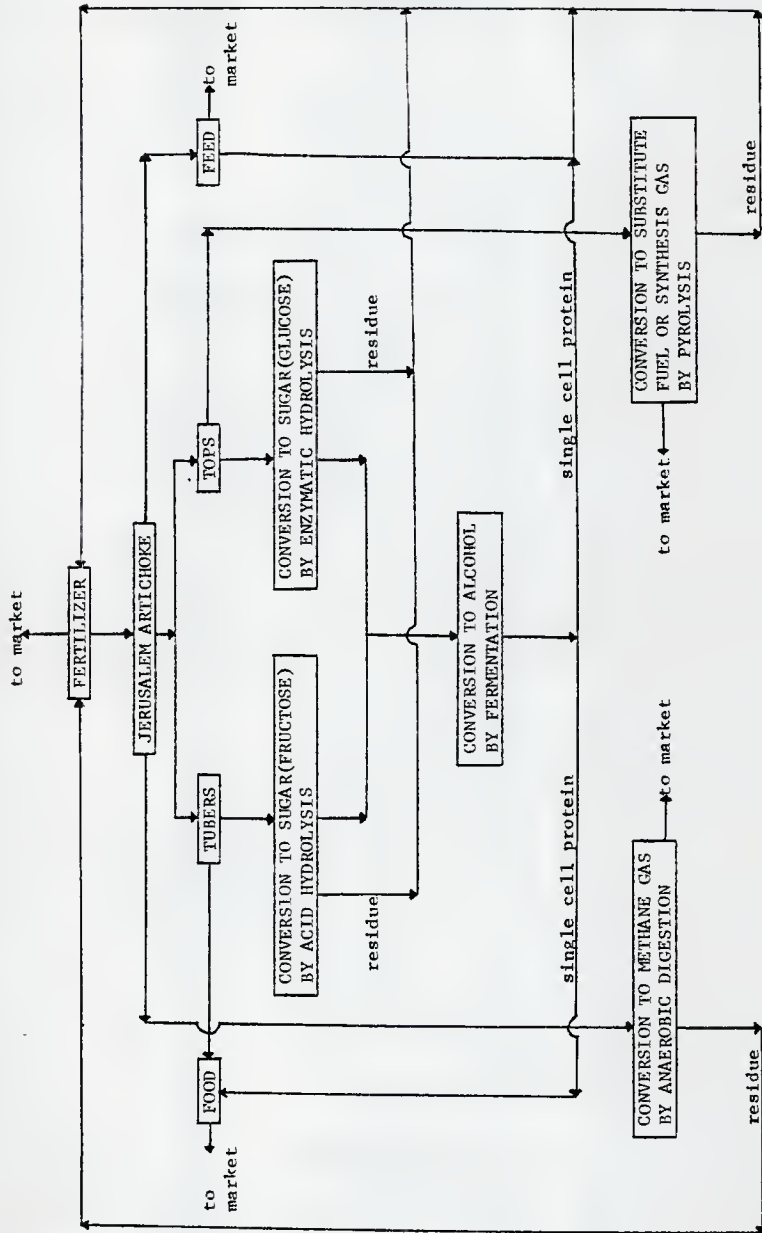 to market
FERTILIZER
JERUSALEM ARTICHOKE
to
market
FOOD
TUBERS
TOPS
FEED
to
market
CONVERSION TO SUGAR(FRUCTOSE)
BY ACID HYDROLYSIS
CONVERSION TO SUGAR(GLUCOSE)
BY ENZYMATIC HYDROLYSIS
residue
residue
CONVERSION TO ALCOHOL
BY FERMENTATION
single cell protein
single cell protein
CONVERSION TO METHANE GAS
BY ANAEROBIC DIGESTION
to market
to market
CONVERSION TO SUBSTITUTE
FUEL OR SYNTHESIS GAS
BY PYROLYSIS
residue
residue